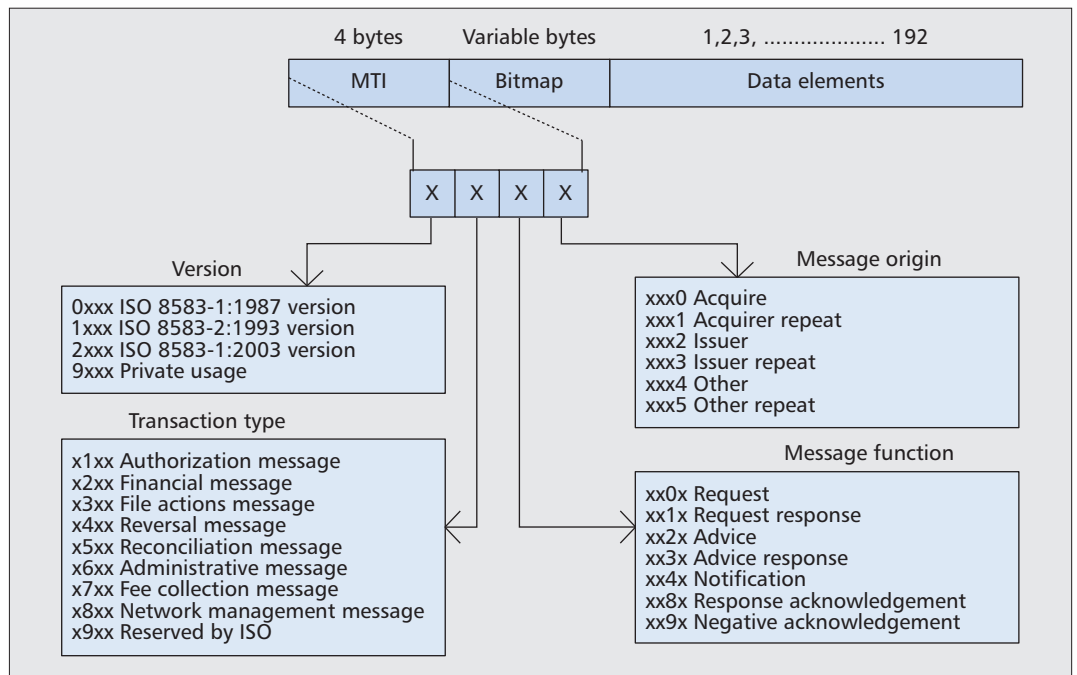 4 bytes Variable bytes 1,2,3, .................... 192
MTI Bitmap Data elements
X X X X
Version
0xxx ISO 8583-1:1987 version
1xxx ISO 8583-2:1993 version
2xxx ISO 8583-1:2003 version
9xxx Private usage
Message origin
xxx0 Acquire
xxx1 Acquirer repeat
xxx2 Issuer
xxx3 Issuer repeat
xxx4 Other
xxx5 Other repeat
Transaction type
x1xx Authorization message
x2xx Financial message
x3xx File actions message
x4xx Reversal message
x5xx Reconciliation message
x6xx Administrative message
x7xx Fee collection message
x8xx Network management message
x9xx Reserved by ISO
Message function
xx0x Request
xx1x Request response
xx2x Advice
xx3x Advice response
xx4x Notification
xx8x Response acknowledgement
xx9x Negative acknowledgement